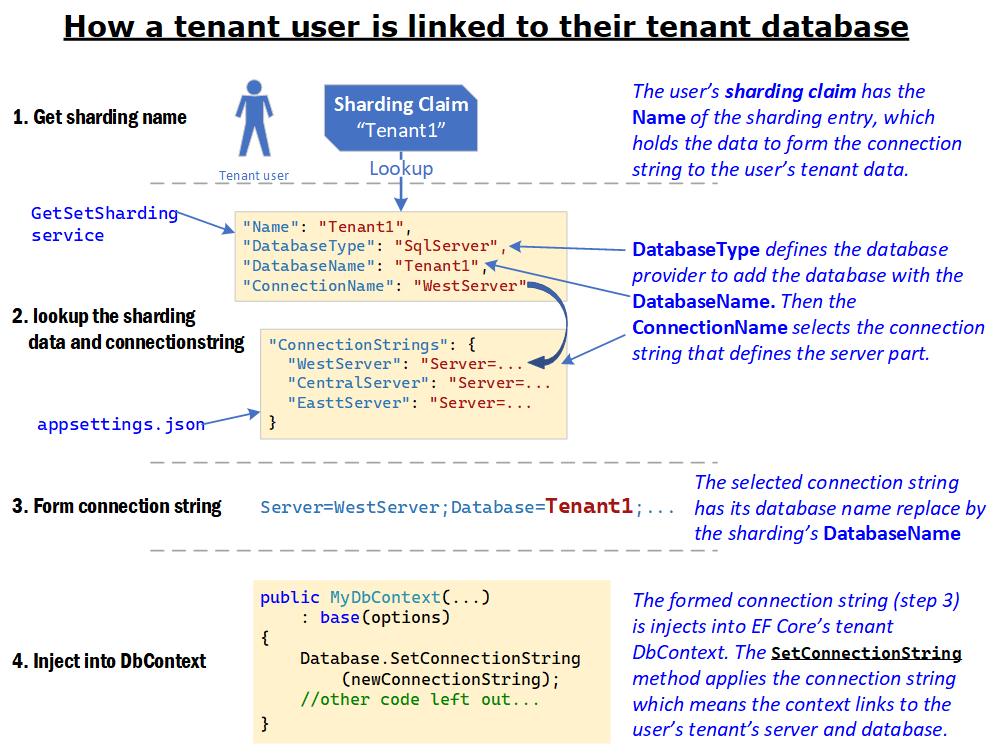 How a tenant user is linked to their tenant database
1. Get sharding name
Tenant user
Sharding Claim
“Tenant1”
Lookup
The user’s sharding claim has the
Name of the sharding entry, which
holds the data to form the connection
string to the user’s tenant data.
GetSetSharding
service
"Name": "Tenant1",
"DatabaseType": "SqlServer",
"DatabaseName": "Tenant1",
"ConnectionName": "WestServer"
DatabaseType defines the database
provider to add the database with the
DatabaseName. Then the
ConnectionName selects the connection
string that defines the server part.
2. lookup the sharding
data and connectionstring
"ConnectionStrings": {
"WestServer": "Server=...
"CentralServer": "Server=...
"EasttServer": "Server=...
}
appsettings.json
3. Form connection string
Server=WestServer;Database=Tenant1;...
The selected connection string
has its database name replace by
the sharding’s DatabaseName
4. Inject into DbContext
public MyDbContext(...)
: base(options)
{
Database.SetConnectionString
(newConnectionString);
//other code left out...
}
The formed connection string (step 3)
is injects into EF Core’s tenant
DbContext. The SetConnectionString
method applies the connection string
which means the context links to the
user’s tenant’s server and database.